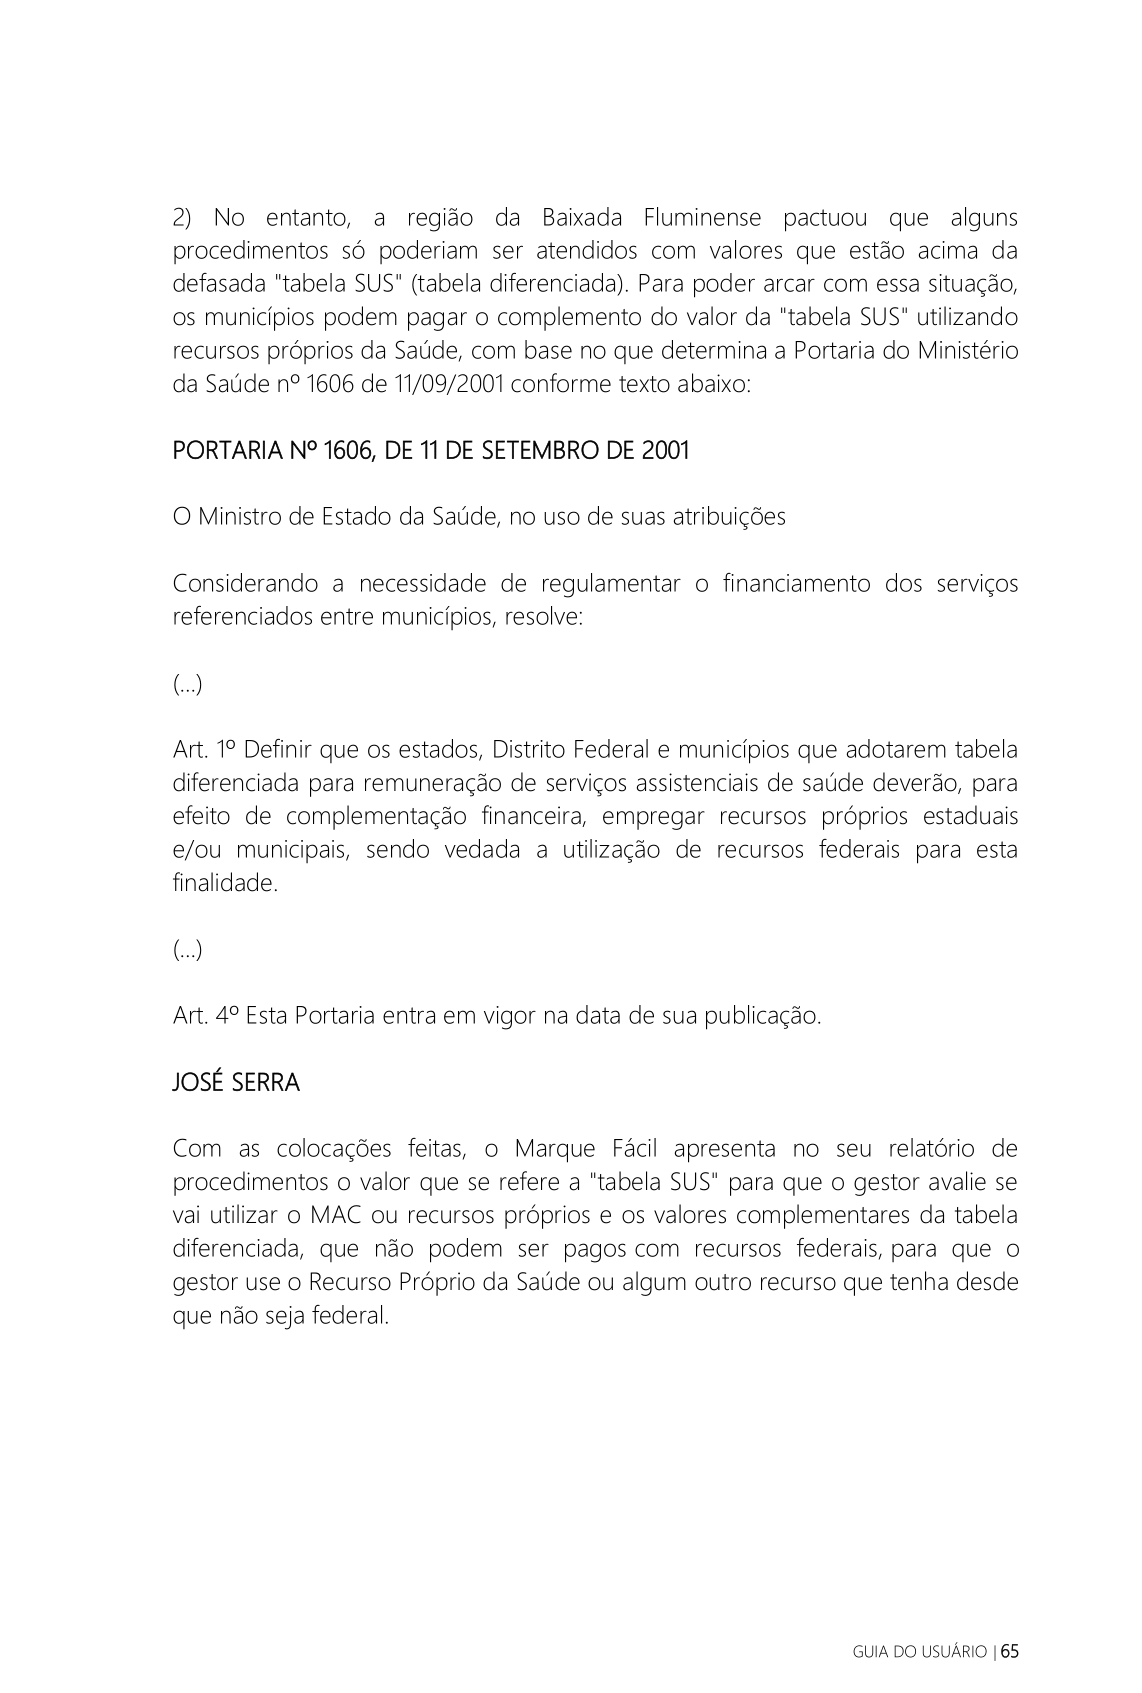 2) No entanto, a região da Baixada Fluminense pactuou que alguns
procedimentos só poderiam ser atendidos com valores que estão acima da
defasada "tabela SUS" (tabela diferenciada). Para poder arcar com essa situação,
os municípios podem pagar o complemento do valor da "tabela SUS" utilizando
recursos próprios da Saúde, com base no que determina a Portaria do Ministério
da Saúde nº 1606 de 11/09/2001 conforme texto abaixo:
PORTARIA Nº 1606, DE 11 DE SETEMBRO DE 2001
O Ministro de Estado da Saúde, no uso de suas atribuições
Considerando a necessidade de regulamentar o financiamento dos serviços
referenciados entre municípios, resolve:
(...)
Art. 1º Definir que os estados, Distrito Federal e municípios que adotarem tabela
diferenciada para remuneração de serviços assistenciais de saúde deverão, para
efeito de complementação financeira, empregar recursos próprios estaduais
e/ou municipais, sendo vedada a utilização de recursos federais para esta
finalidade.
(...)
Art. 4º Esta Portaria entra em vigor na data de sua publicação.
JOSÉ SERRA
Com as colocações feitas, o Marque Fácil apresenta no seu relatório de
procedimentos o valor que se refere a "tabela SUS" para que o gestor avalie se
vai utilizar o MAC ou recursos próprios e os valores complementares da tabela
diferenciada, que não podem ser pagos com recursos federais, para que o
gestor use o Recurso Próprio da Saúde ou algum outro recurso que tenha desde
que não seja federal.
GUIA DO USUÁRIO | 65